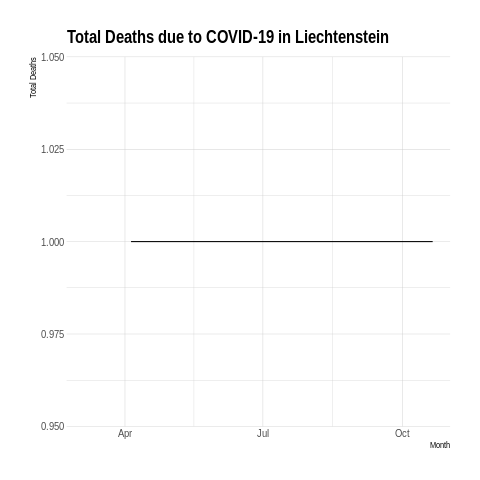 Total Deaths due to COVID-19 in Liechtenstein
Total Deaths
1.050
1.025
1.000
0.975
0.950
Apr Jul Oct
Month